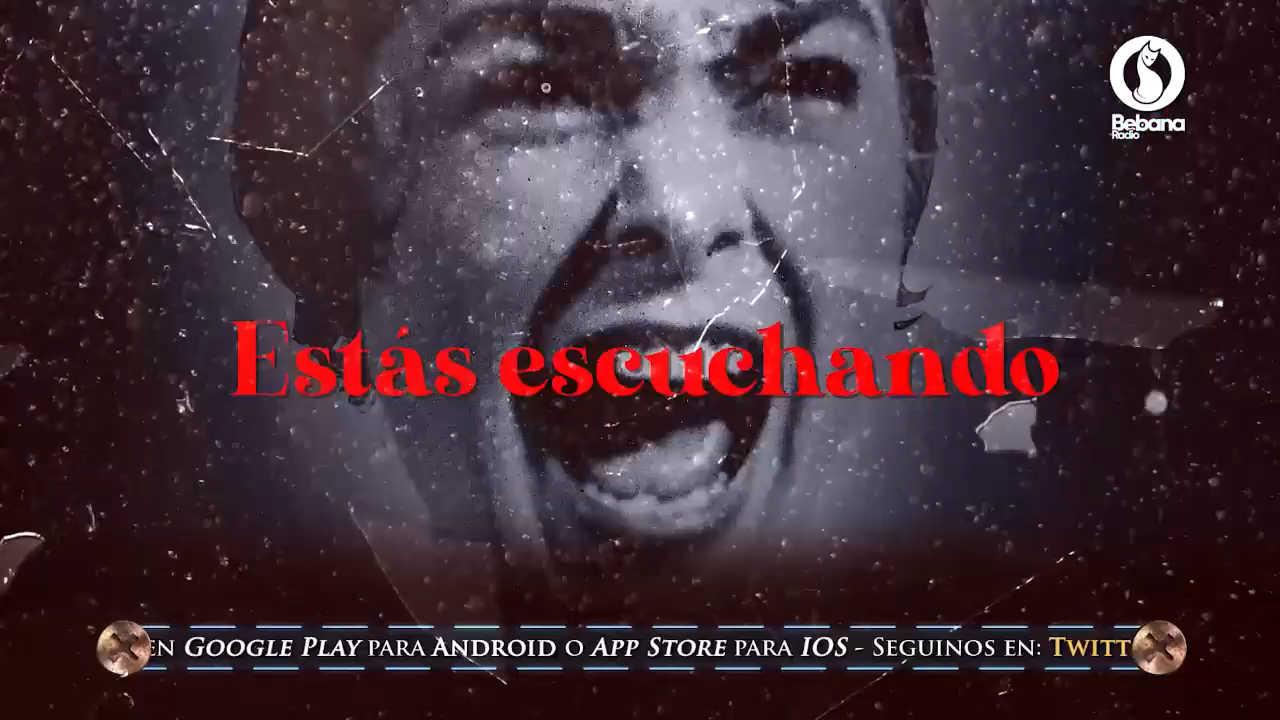 Bebana
Radio
Estás escuchando
EN GOOGLE PLAY PARA ANDROID O APP STORE PARA IOS - SEGUINOS EN: TWITT